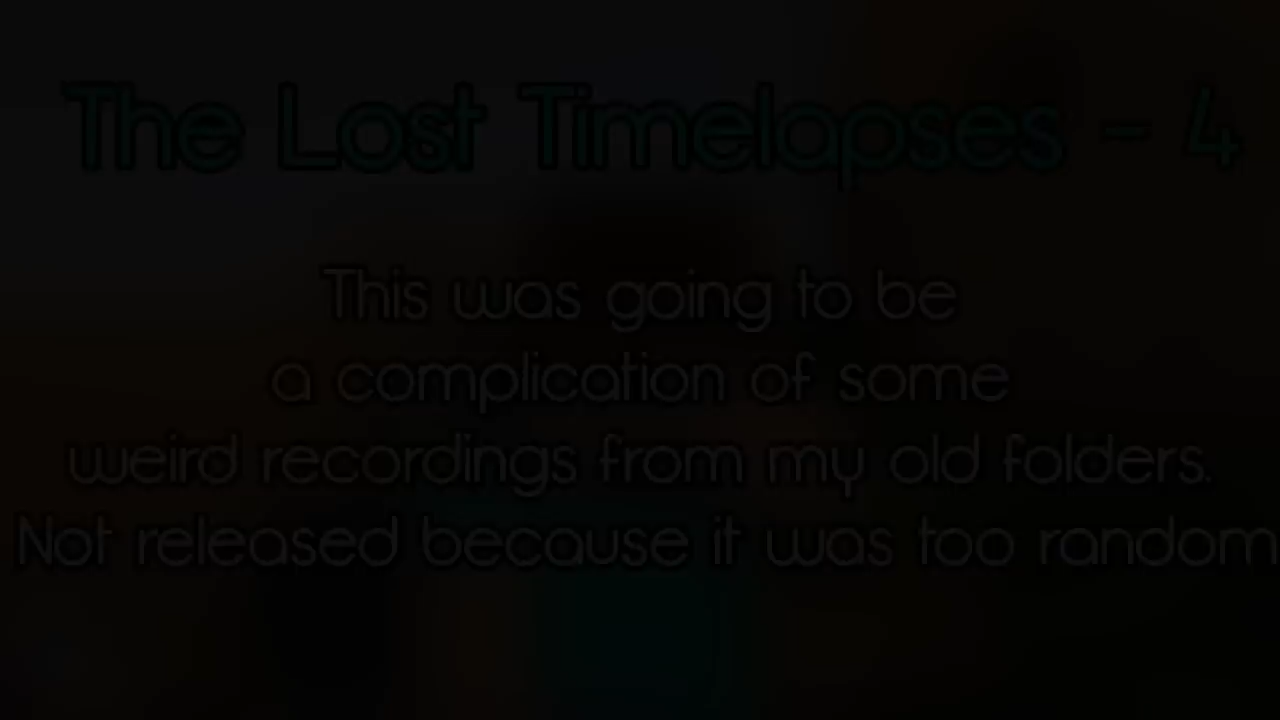 The Lost Timelapses - 4
This was going to be
a complication of some
weird recordings from my old folders.
Not released because it was too random